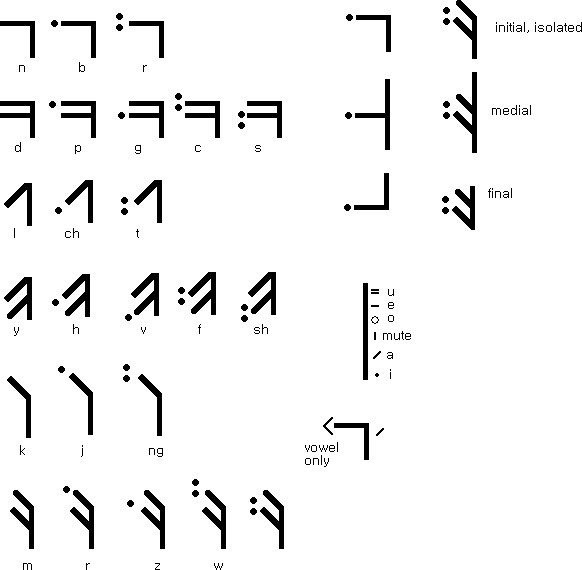 n b r
d p g c s
l ch t
y h v f sh
k j ng
m r z w
initial, isolated
medial
final
u
e
o
mute
a
i
vowel
only